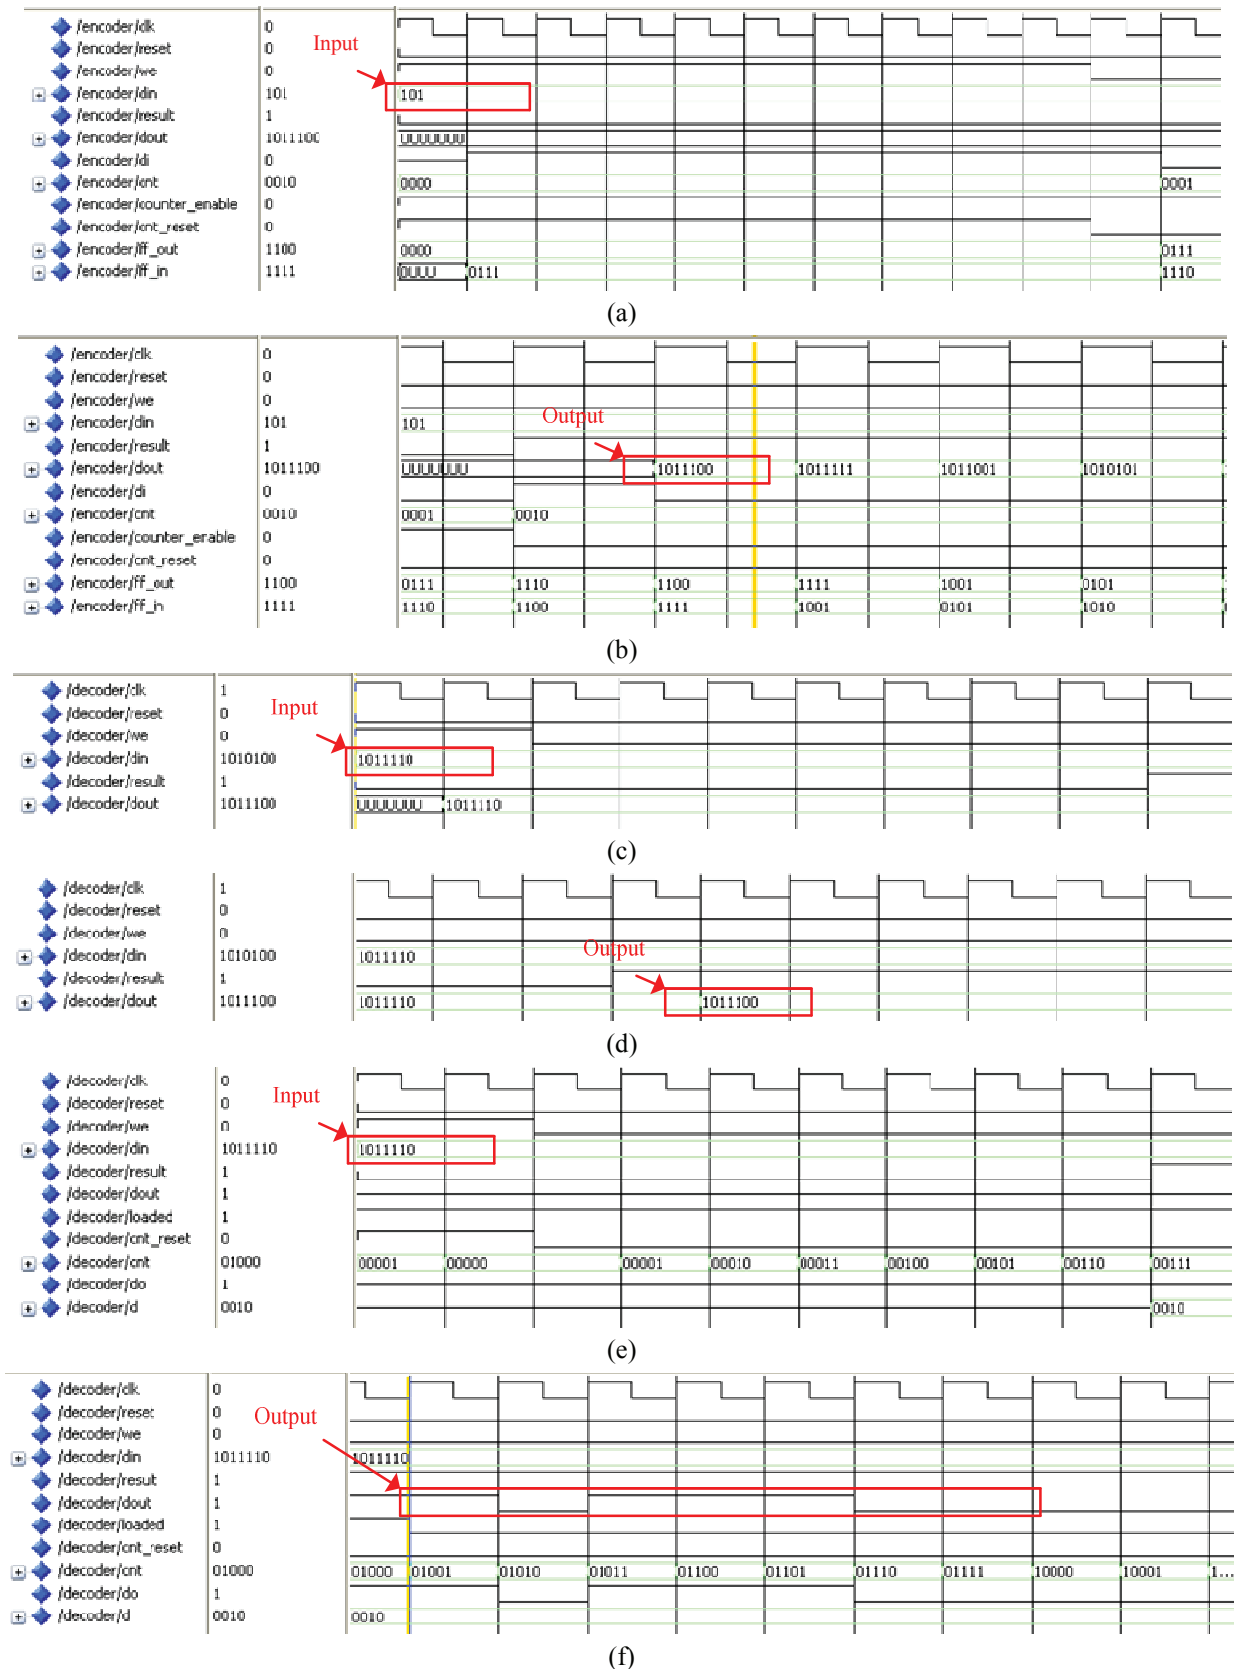 /encoder/clk 0
/encoder/reset 0
Input
/encoder/we 0
/encoder/din 101 101
/encoder/result 1
/encoder/dout 1011100 UUUUUUU
/encoder/di 0
/encoder/cnt 0010 0000 0001
/encoder/counter_enable 0
/encoder/cnt_reset 0
/encoder/ff_out 1100 0000 0111
/encoder/ff_in 1111 0UUU 0111 1110
(a)
/encoder/clk 0
/encoder/reset 0
/encoder/we 0
/encoder/din 101 101
Output
/encoder/result 1
/encoder/dout 1011100 UUUUUUU 1011100 1011111 1011001 1010101
/encoder/di 0
/encoder/cnt 0010 0001 0010
/encoder/counter_enable 0
/encoder/cnt_reset 0
/encoder/ff_out 1100 0111 1110 1100 1111 1001 0101
/encoder/ff_in 1111 1110 1100 1111 1001 0101 1010
(b)
/decoder/clk 1
/decoder/reset 0
Input
/decoder/we 0
/decoder/din 1010100 1011110
/decoder/result 1
/decoder/dout 1011100 UUUUUUU 1011110
(c)
/decoder/clk 1
/decoder/reset 0
/decoder/we 0
Output
/decoder/din 1010100 1011110
/decoder/result 1
/decoder/dout 1011100 1011110 1011100
(d)
/decoder/clk 0
/decoder/reset 0
Input
/decoder/we 0
/decoder/din 1011110 1011110
/decoder/result 1
/decoder/dout 1
/decoder/loaded 1
/decoder/cnt_reset 0
/decoder/cnt 01000 00001 00000 00001 00010 00011 00100 00101 00110 00111
/decoder/do 1
/decoder/d 0010 0010
(e)
/decoder/clk 0
/decoder/reset 0
Output
/decoder/we 0
/decoder/din 1011110 1011110
/decoder/result 1
/decoder/dout 1
/decoder/loaded 1
/decoder/cnt_reset 0
/decoder/cnt 01000 01000 01001 01010 01011 01100 01101 01110 01111 10000 10001 1...
/decoder/do 1
/decoder/d 0010 0010
(f)